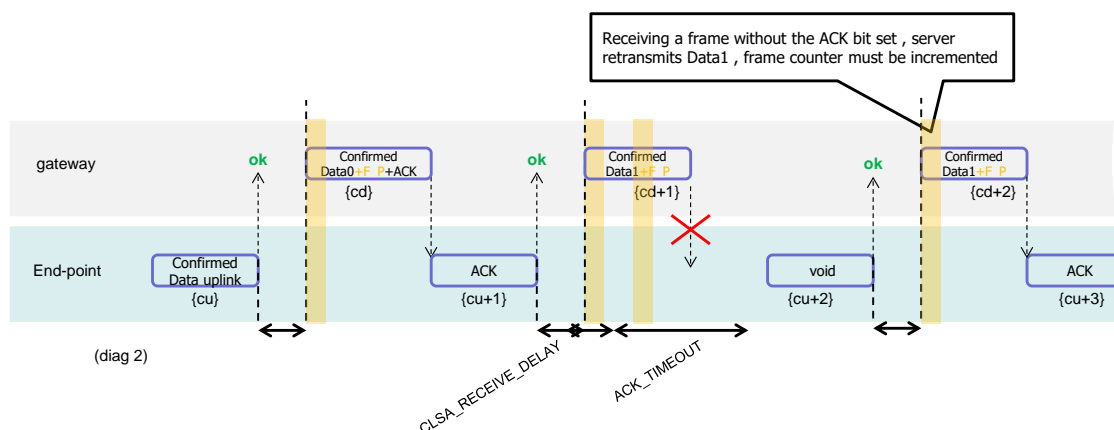 Receiving a frame without the ACK bit set , server
retransmits Data1 , frame counter must be incremented
gateway
ok
Confirmed
Data0+F P+ACK
{cd}
ok
Confirmed
Data1+F P
{cd+1}
ok
Confirmed
Data1+F P
{cd+2}
End-point
Confirmed
Data uplink
{cu}
ACK
{cu+1}
void
{cu+2}
ACK
{cu+3}
(diag 2)
CLSA_RECEIVE_DELAY
ACK_TIMEOUT